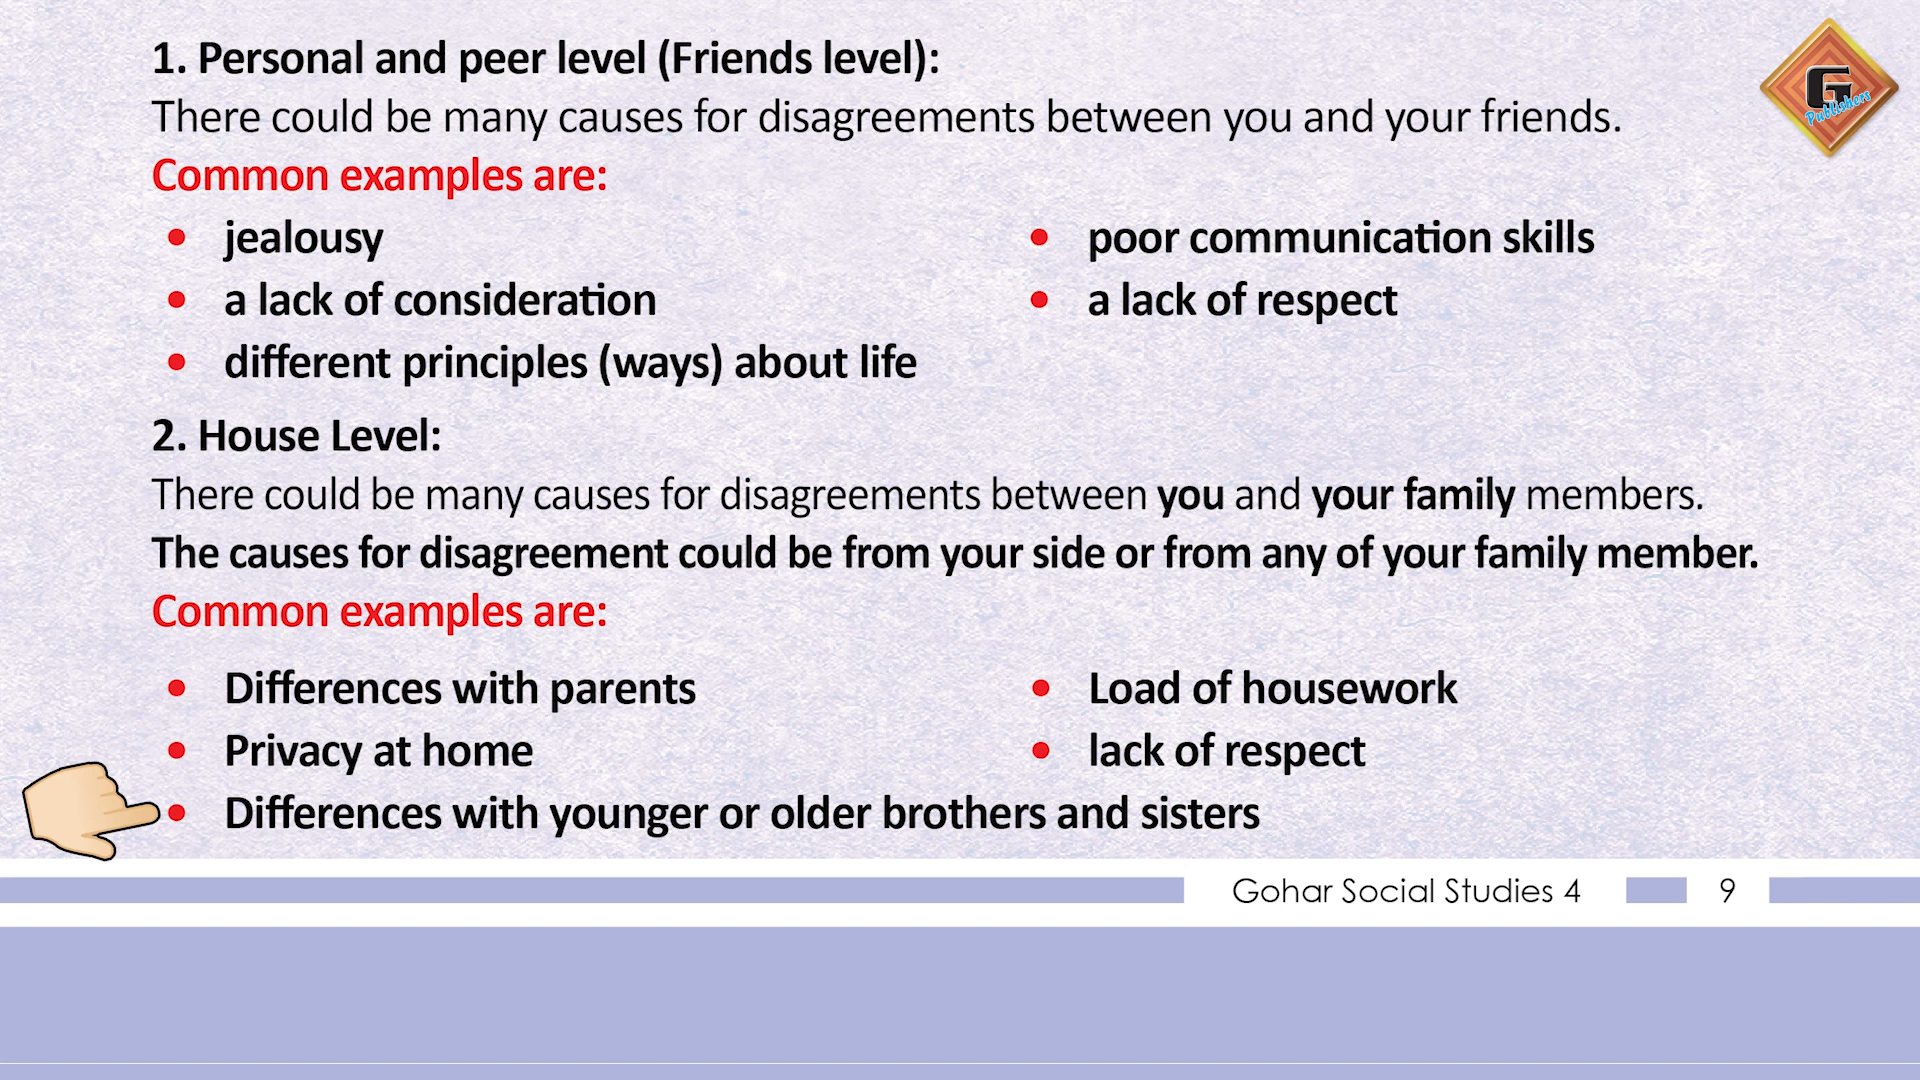 1. Personal and peer level (Friends level):
There could be many causes for disagreements between you and your friends.
Common examples are:
• jealousy
• poor communication skills
• a lack of consideration
• a lack of respect
• different principles (ways) about life
2. House Level:
There could be many causes for disagreements between you and your family members.
The causes for disagreement could be from your side or from any of your family member.
Common examples are:
• Differences with parents
• Load of housework
• Privacy at home
• lack of respect
• Differences with younger or older brothers and sisters
Gohar Social Studies 4 9
G
Publishers